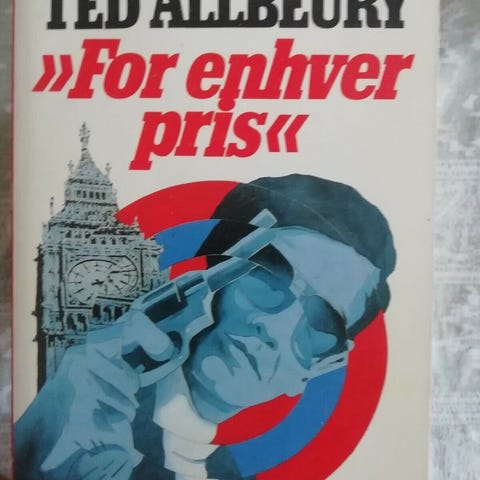 TED ALLBEURY
»For enhver
pris«